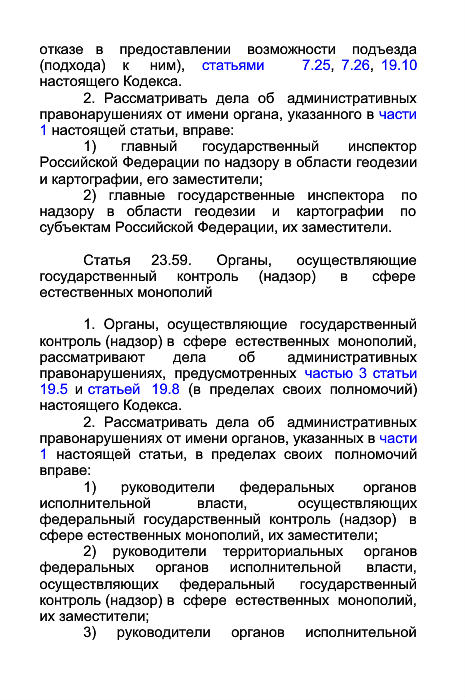 отказе в предоставлении возможности подъезда
(подхода) к ним), статьями 7.25, 7.26, 19.10
настоящего Кодекса.
2. Рассматривать дела об административных
правонарушениях от имени органа, указанного в части
1 настоящей статьи, вправе:
1) главный государственный инспектор
Российской Федерации по надзору в области геодезии
и картографии, его заместители;
2) главные государственные инспектора по
надзору в области геодезии и картографии по
субъектам Российской Федерации, их заместители.
Статья 23.59. Органы, осуществляющие
государственный контроль (надзор) в сфере
естественных монополий
1. Органы, осуществляющие государственный
контроль (надзор) в сфере естественных монополий,
рассматривают дела об административных
правонарушениях, предусмотренных частью 3 статьи
19.5 и статьей 19.8 (в пределах своих полномочий)
настоящего Кодекса.
2. Рассматривать дела об административных
правонарушениях от имени органов, указанных в части
1 настоящей статьи, в пределах своих полномочий
вправе:
1) руководители федеральных органов
исполнительной власти, осуществляющих
федеральный государственный контроль (надзор) в
сфере естественных монополий, их заместители;
2) руководители территориальных органов
федеральных органов исполнительной власти,
осуществляющих федеральный государственный
контроль (надзор) в сфере естественных монополий,
их заместители;
3) руководители органов исполнительной